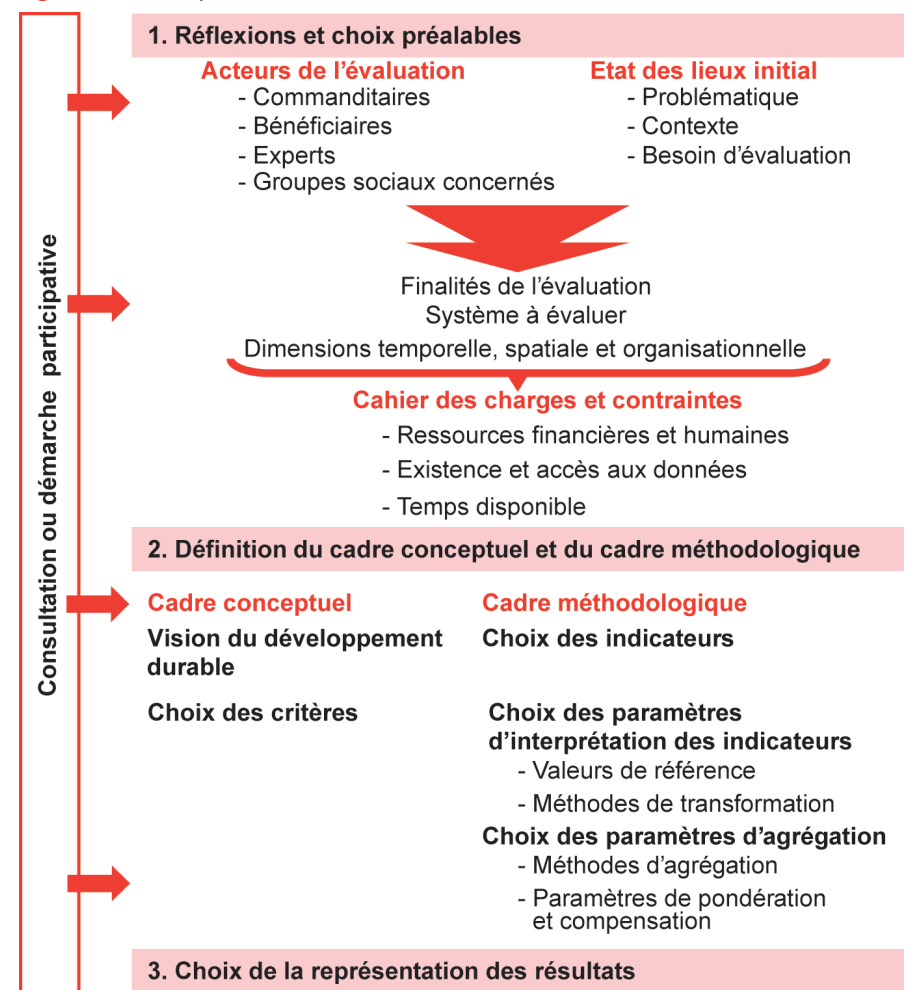 1. Réflexions et choix préalables
Acteurs de l'évaluation
- Commanditaires
- Bénéficiaires
- Experts
- Groupes sociaux concernés
Etat des lieux initial
- Problématique
- Contexte
- Besoin d'évaluation
Finalités de l'évaluation
Système à évaluer
Dimensions temporelle, spatiale et organisationnelle
Cahier des charges et contraintes
- Ressources financières et humaines
- Existence et accès aux données
- Temps disponible
Consultation ou démarche participative
2. Définition du cadre conceptuel et du cadre méthodologique
Cadre conceptuel
Vision du développement
durable
Choix des critères
Cadre méthodologique
Choix des indicateurs
Choix des paramètres
d'interprétation des indicateurs
- Valeurs de référence
- Méthodes de transformation
Choix des paramètres d'agrégation
- Méthodes d'agrégation
- Paramètres de pondération
et compensation
3. Choix de la représentation des résultats